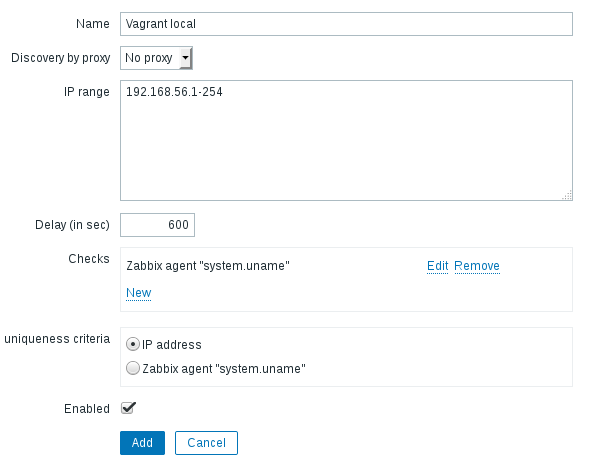 Name Vagrant local
Discovery by proxy No proxy
IP range 192.168.56.1-254
Delay (in sec) 600
Checks Zabbix agent "system.uname" Edit Remove
New
uniqueness criteria IP address
Zabbix agent "system.uname"
Enabled
Add Cancel